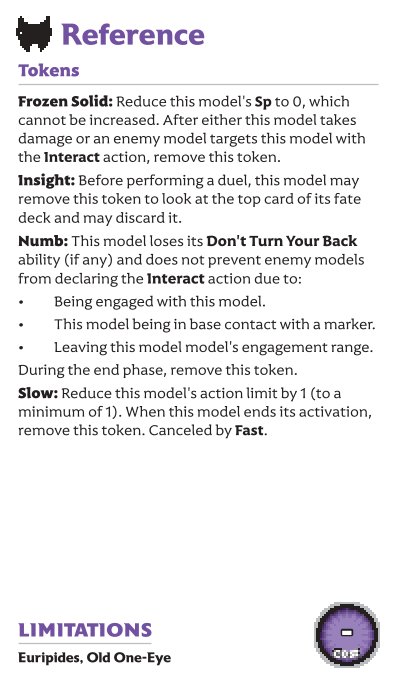 Reference
Tokens
Frozen Solid: Reduce this model's Sp to 0, which
cannot be increased. After either this model takes
damage or an enemy model targets this model with
the Interact action, remove this token.
Insight: Before performing a duel, this model may
remove this token to look at the top card of its fate
deck and may discard it.
Numb: This model loses its Don't Turn Your Back
ability (if any) and does not prevent enemy models
from declaring the Interact action due to:
• Being engaged with this model.
• This model being in base contact with a marker.
• Leaving this model model's engagement range.
During the end phase, remove this token.
Slow: Reduce this model's action limit by 1 (to a
minimum of 1). When this model ends its activation,
remove this token. Canceled by Fast.
LIMITATIONS
Euripides, Old One-Eye
-
COST